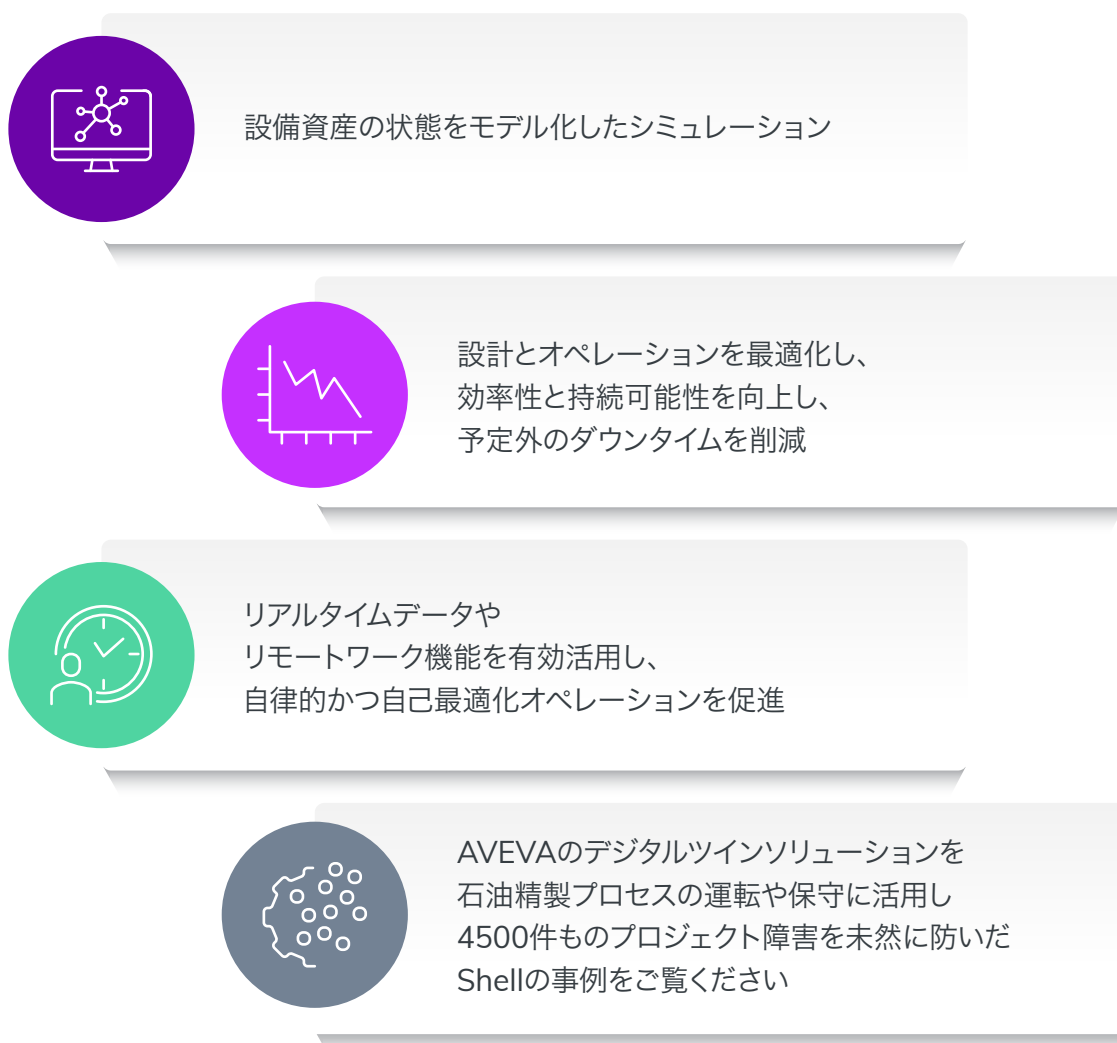 設備資産の状態をモデル化したシミュレーション
設計とオペレーションを最適化し、
効率性と持続可能性を向上し、
予定外のダウンタイムを削減
リアルタイムデータや
リモートワーク機能を有効活用し、
自律的かつ自己最適化オペレーションを促進
AVEVAのデジタルツインソリューションを
石油精製プロセスの運転や保守に活用し
4500件ものプロジェクト障害を未然に防いだ
Shellの事例をご覧ください